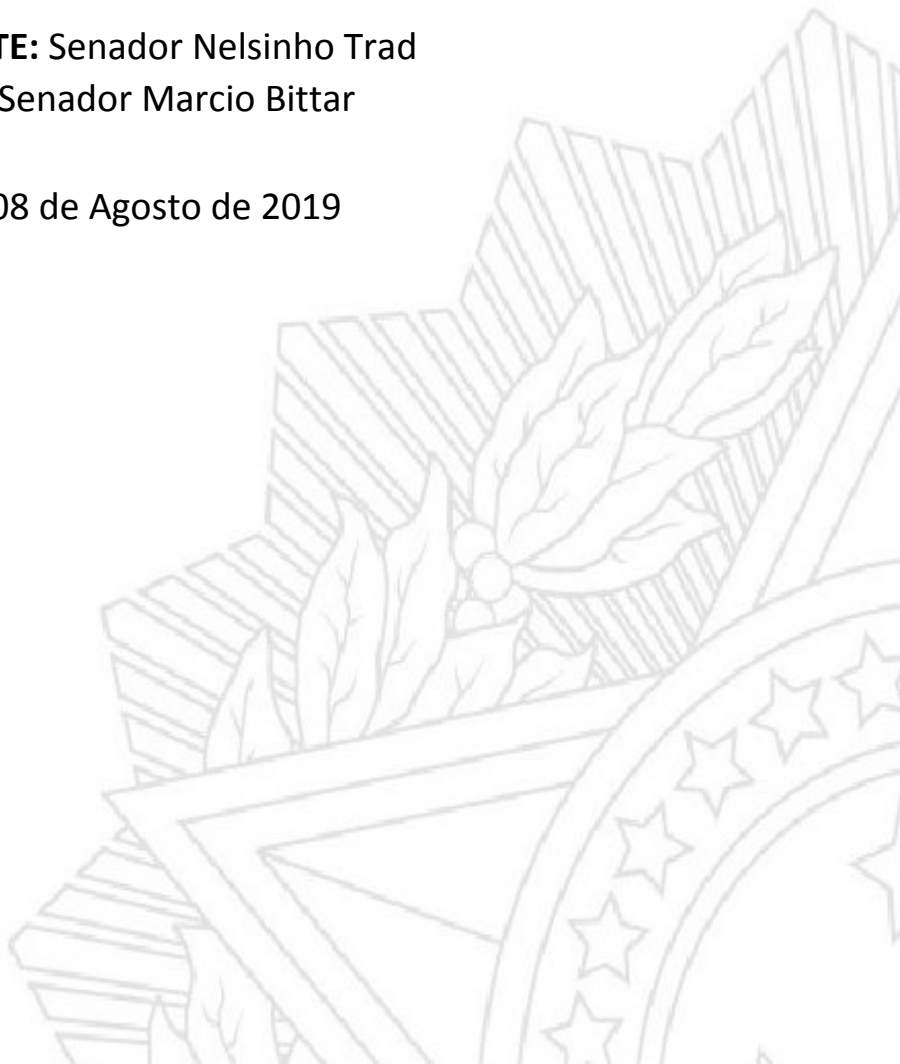 TE: Senador Nelsinho Trad
Senador Marcio Bittar
08 de Agosto de 2019